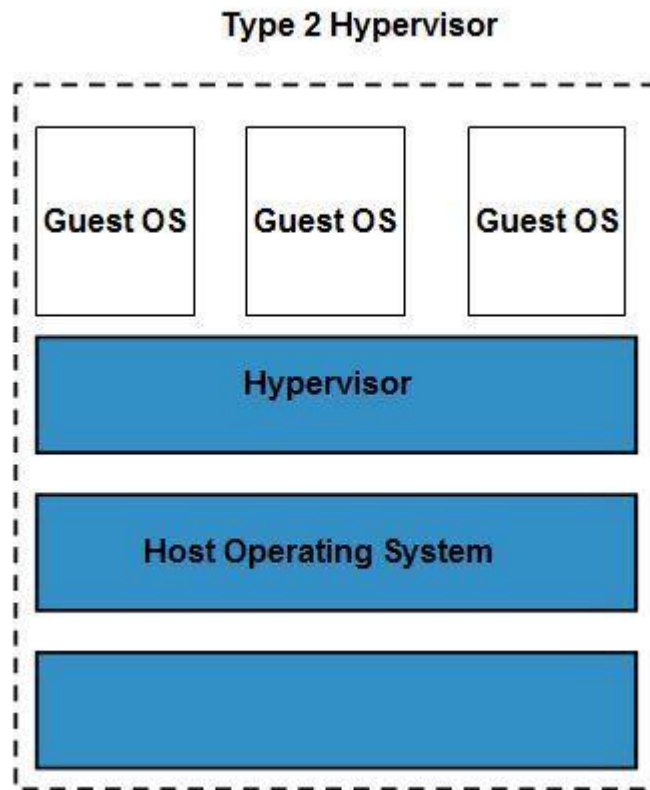 Type 2 Hypervisor
Guest OS
Guest OS
Guest OS
Hypervisor
Host Operating System